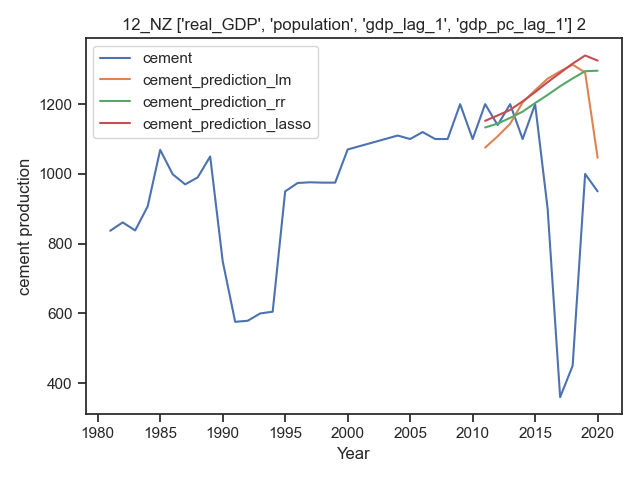 12_NZ ['real_GDP', 'population', 'gdp_lag_1', 'gdp_pc_lag_1'] 2
cement
cement_prediction_lm
cement_prediction_rr
cement_prediction_lasso
cement production
1200
1000
800
600
400
1980 1985 1990 1995 2000 2005 2010 2015 2020
Year